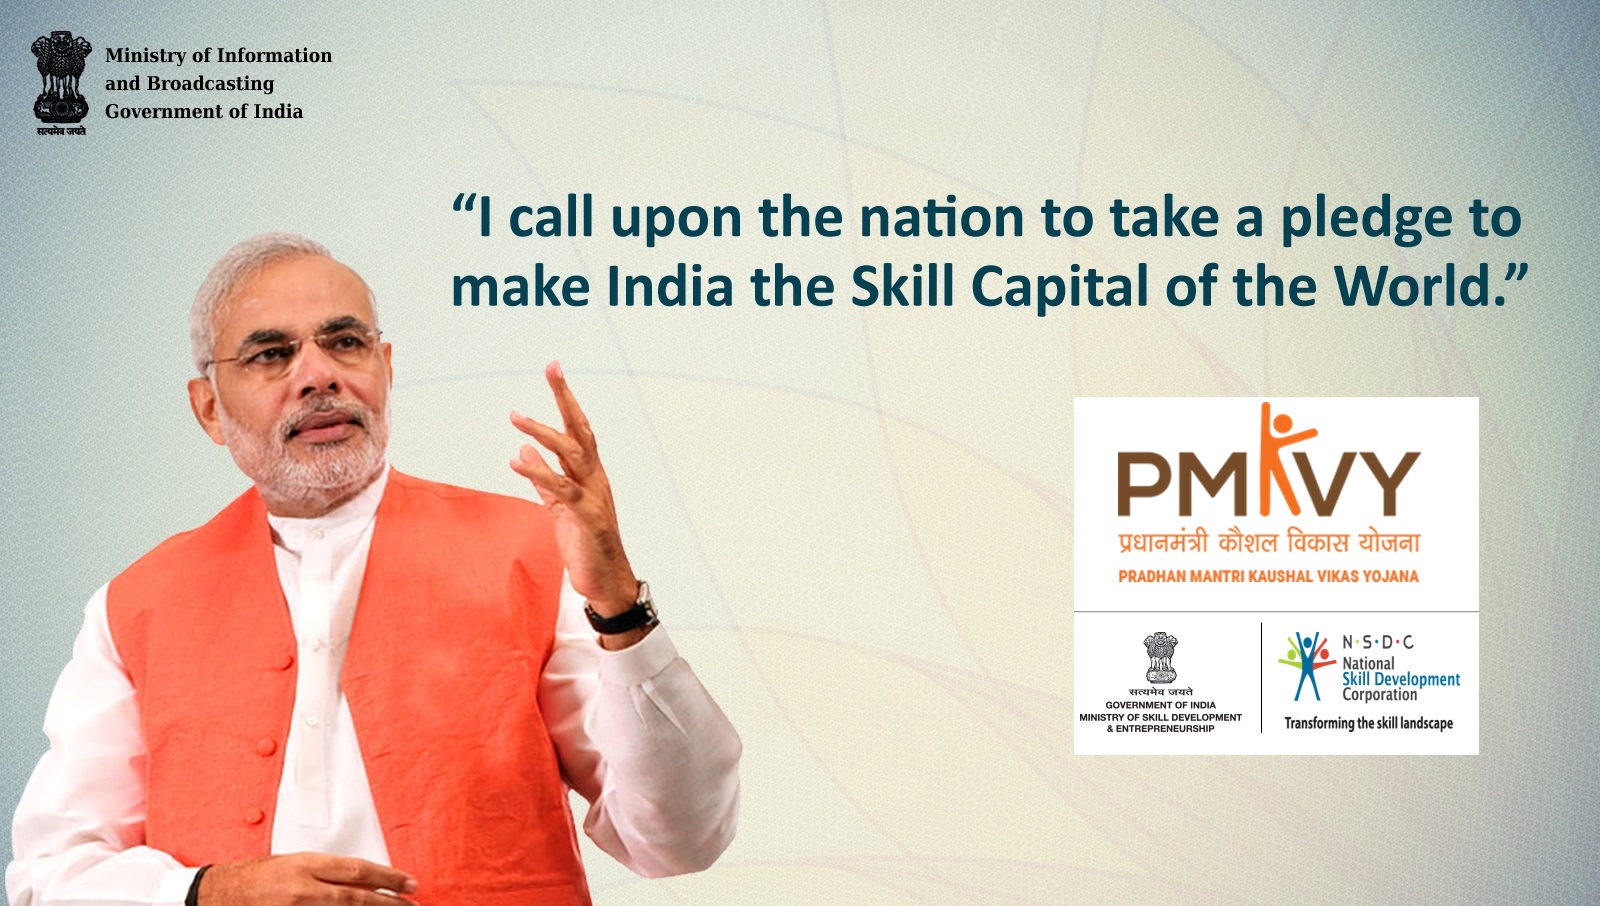 Ministry of Information
and Broadcasting
Government of India
सत्यमेव जयते
“I call upon the nation to take a pledge to
make India the Skill Capital of the World.”
PMKVY
प्रधानमंत्री कौशल विकास योजना
PRADHAN MANTRI KAUSHAL VIKAS YOJANA
सत्यमेव जयते
GOVERNMENT OF INDIA
MINISTRY OF SKILL DEVELOPMENT
& ENTREPRENEURSHIP
N·S·D·C
National
Skill Development
Corporation
Transforming the skill landscape